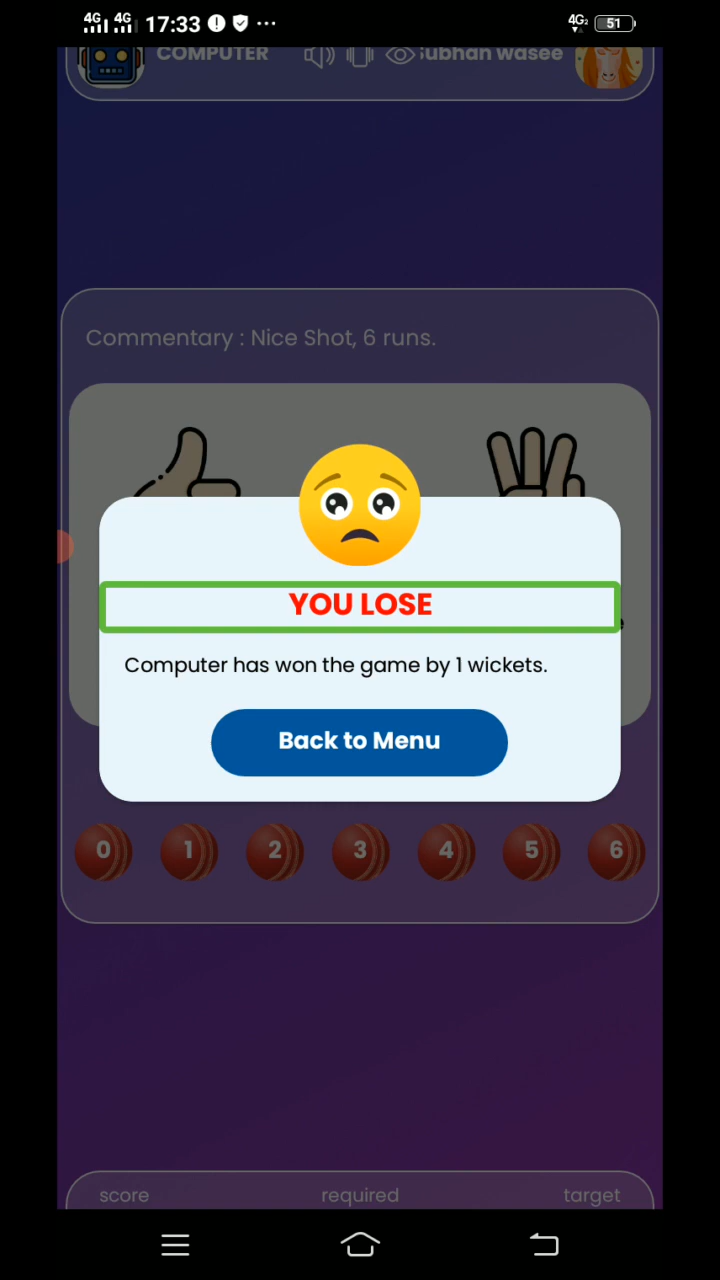 4G 4G 17:33 4G2 51
COMPUTER ubhan wasee
Commentary : Nice Shot, 6 runs.
YOU LOSE
Computer has won the game by 1 wickets.
Back to Menu
0 1 2 3 4 5 6
score required target